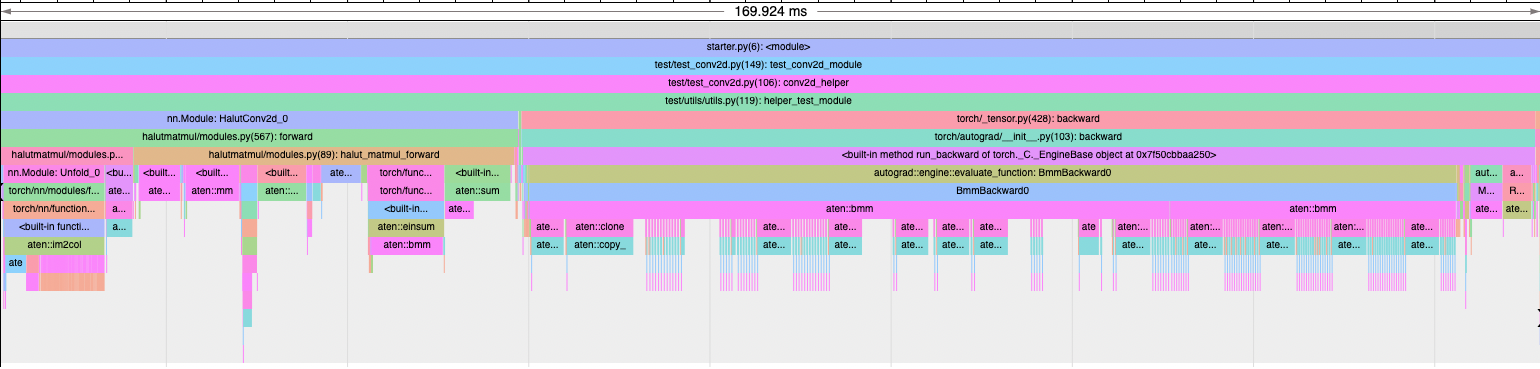 169.924 ms
starter.py(6): <module>
test/test_conv2d.py(149): test_conv2d_module
test/test_conv2d.py(106): conv2d_helper
test/utils/utils.py(119): helper_test_module
nn.Module: HalutConv2d_0 torch/_tensor.py(428): backward
halutmatmul/modules.py(567): forward torch/autograd/__init__.py(103): backward
halutmatmul/modules.p... halutmatmul/modules.py(89): halut_matmul_forward <built-in method run_backward of torch._C._EngineBase object at 0x7f50cbbaa250>
nn.Module: Unfold_0 <bu... <built... <built... <built... ate... torch/func... <built-in... autograd::engine::evaluate_function: BmmBackward0 aut... a...
torch/nn/modules/f... ate... ate... aten::mm aten::... torch/func... aten::sum BmmBackward0 M... R...
torch/nn/function... a... <built-in... ate... aten::bmm aten::bmm ate... ate...
<built-in functi... a... aten::einsum ate... aten::clone ate... ate... ate... ate... ate... ate aten:... aten:... aten:... aten:... ate...
aten::im2col aten::bmm ate... aten::copy_ ate... ate... ate... ate... ate... ate... ate... ate... ate... ate...
ate